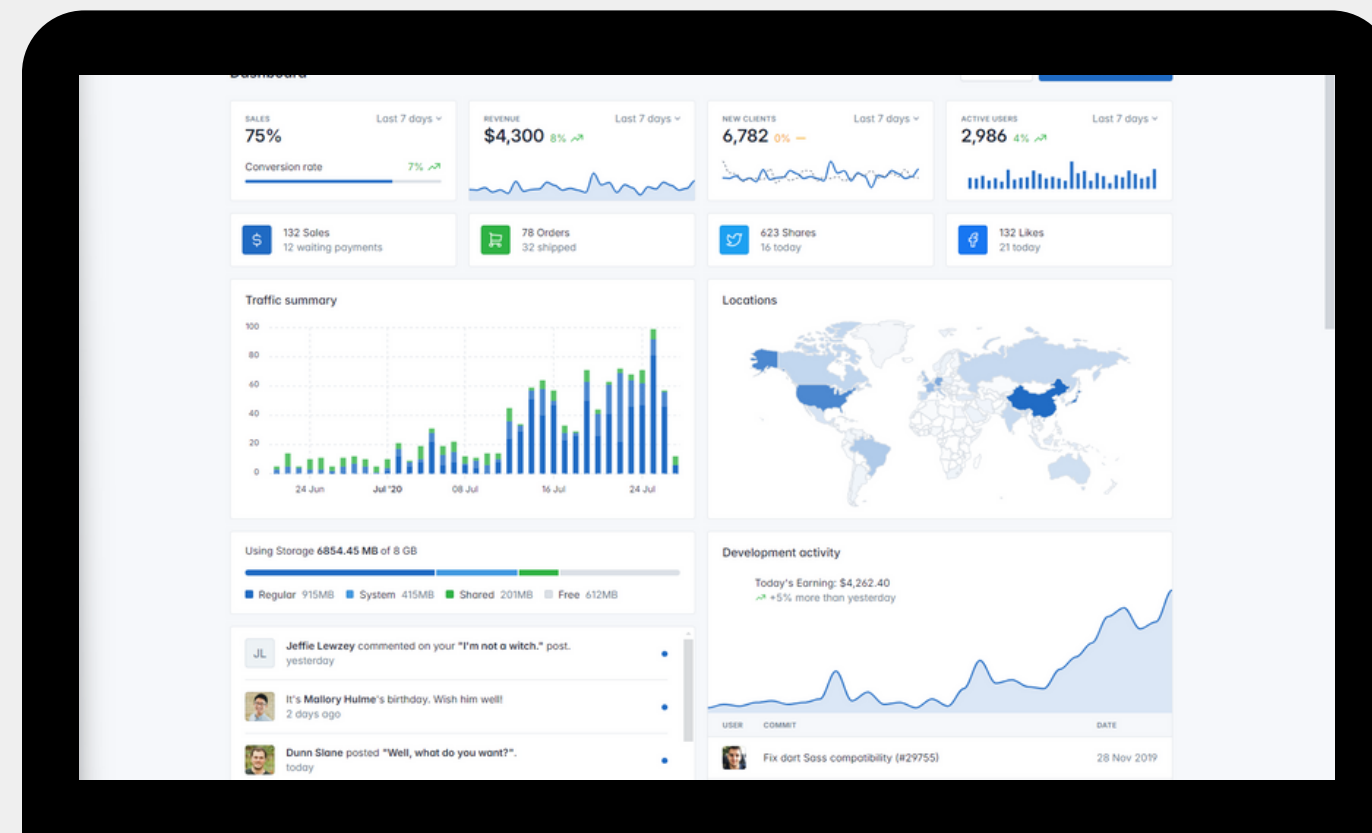 Dashboard
SALES
Last 7 days
75%
Conversion rate
7%
REVENUE
Last 7 days
$4,300 8%
NEW CLIENTS
Last 7 days
6,782 0%
ACTIVE USERS
Last 7 days
2,986 4%
132 Sales
12 waiting payments
78 Orders
32 shipped
623 Shares
16 today
132 Likes
21 today
Traffic summary
100
80
60
40
20
0
24 Jun Jul '20 08 Jul 16 Jul 24 Jul
Locations
Using Storage 6854.45 MB of 8 GB
Regular 915MB System 415MB Shared 201MB Free 612MB
JL
Jeffie Lewzey commented on your "I'm not a witch." post.
yesterday
It's Mallory Hulme's birthday. Wish him well!
2 days ago
Dunn Slane posted "Well, what do you want?".
today
Development activity
Today's Earning: $4,262.40
+5% more than yesterday
USER COMMIT DATE
Fix dart Sass compatibility (#29755) 28 Nov 2019